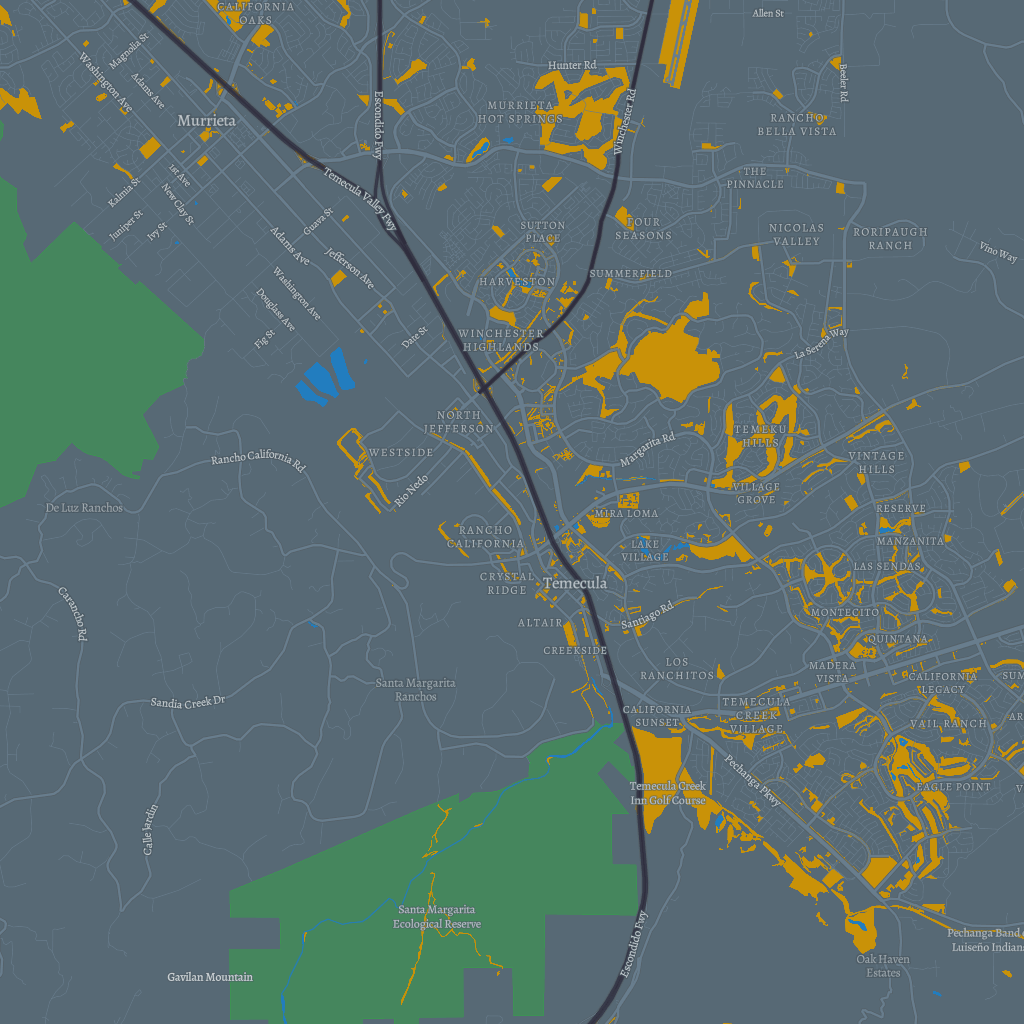 CALIFORNIA
OAKS
Allen St
Magnolia St
Washington Ave
Adams Ave
Hunter Rd
Beeler Rd
Murrieta
Escondido Fwy
MURRIETA
HOT SPRINGS
Winchester Rd
RANCHO
BELLA VISTA
1st Ave
New Clay St
Kalmia St
Juniper St
Ivy St
Temecula Valley Fwy
THE
PINNACLE
Guava St
Adams Ave
Jefferson Ave
SUTTON
PLACE
FOUR
SEASONS
NICOLAS
VALLEY
RORIPAUGH
RANCH
Vino Way
Washington Ave
Douglass Ave
Fig St
Date St
HARVESTON
SUMMERFIELD
WINCHESTER
HIGHLANDS
La Serena Way
NORTH
JEFFERSON
Margarita Rd
TEMEKU
HILLS
Rancho California Rd
WESTSIDE
Rio Nedo
VINTAGE
HILLS
VILLAGE
GROVE
De Luz Ranchos
MIRA LOMA
RESERVE
RANCHO
CALIFORNIA
LAKE
VILLAGE
MANZANITA
LAS SENDAS
CRYSTAL
RIDGE
Temecula
Carancho Rd
ALTAIR
Santiago Rd
MONTECITO
QUINTANA
CREEKSIDE
LOS
RANCHITOS
MADERA
VISTA
CALIFORNIA
LEGACY
SUM
Santa Margarita
Ranchos
Sandia Creek Dr
CALIFORNIA
SUNSET
TEMECULA
CREEK
VILLAGE
VAIL RANCH
AR
Pechanga Pkwy
Temecula Creek
Inn Golf Course
EAGLE POINT
V
Calle Jardin
Santa Margarita
Ecological Reserve
Escondido Fwy
Pechanga Band
Luiseño Indian
Oak Haven
Estates
Gavilan Mountain